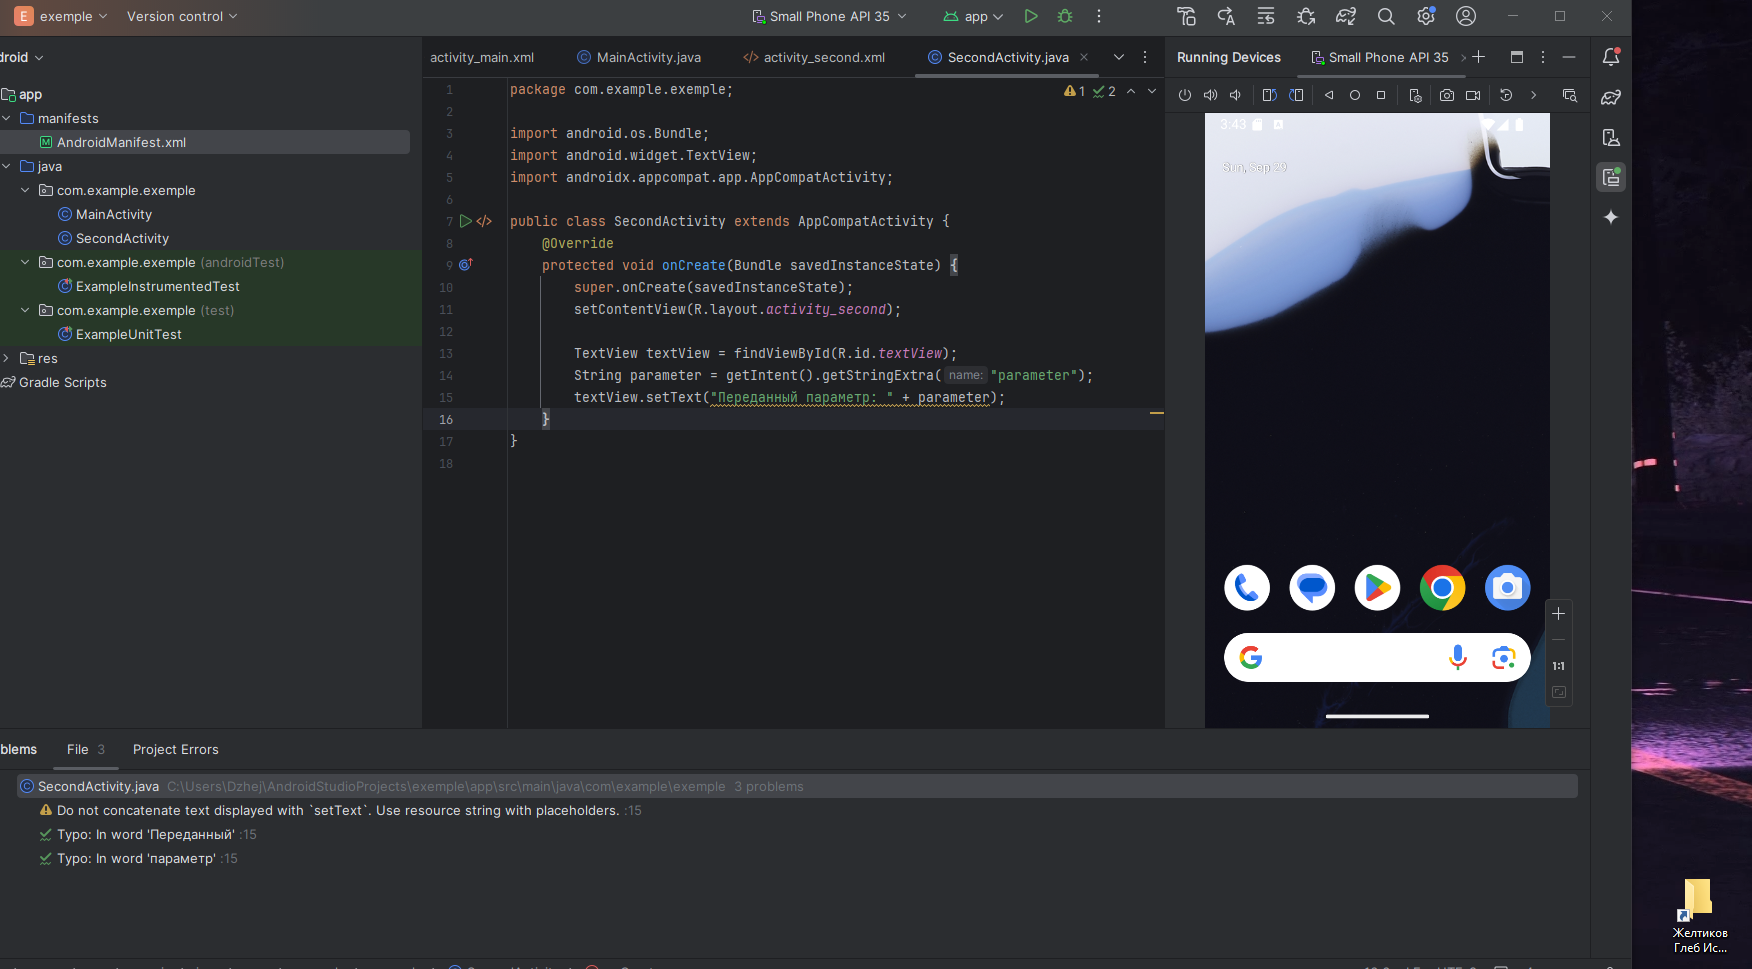 E exemple Version control Small Phone API 35 app
droid
app
manifests
AndroidManifest.xml
java
com.example.exemple
MainActivity
SecondActivity
com.example.exemple (androidTest)
ExampleInstrumentedTest
com.example.exemple (test)
ExampleUnitTest
res
Gradle Scripts
activity_main.xml MainActivity.java activity_second.xml SecondActivity.java
1 2
1 package com.example.exemple;
2
3 import android.os.Bundle;
4 import android.widget.TextView;
5 import androidx.appcompat.app.AppCompatActivity;
6
7 public class SecondActivity extends AppCompatActivity {
8 @Override
9 protected void onCreate(Bundle savedInstanceState) {
10 super.onCreate(savedInstanceState);
11 setContentView(R.layout.activity_second);
12
13 TextView textView = findViewById(R.id.textView);
14 String parameter = getIntent().getStringExtra( name: "parameter");
15 textView.setText("Переданный параметр: " + parameter);
16 }
17 }
18
Running Devices Small Phone API 35
3:43
Sun, Sep 29
1:1
blems File 3 Project Errors
SecondActivity.java C:\Users\Dzhej\AndroidStudioProjects\exemple\app\src\main\java\com\example\exemple 3 problems
Do not concatenate text displayed with `setText`. Use resource string with placeholders. :15
Typo: In word 'Переданный' :15
Typo: In word 'параметр' :15
Желтиков
Глеб Ис...